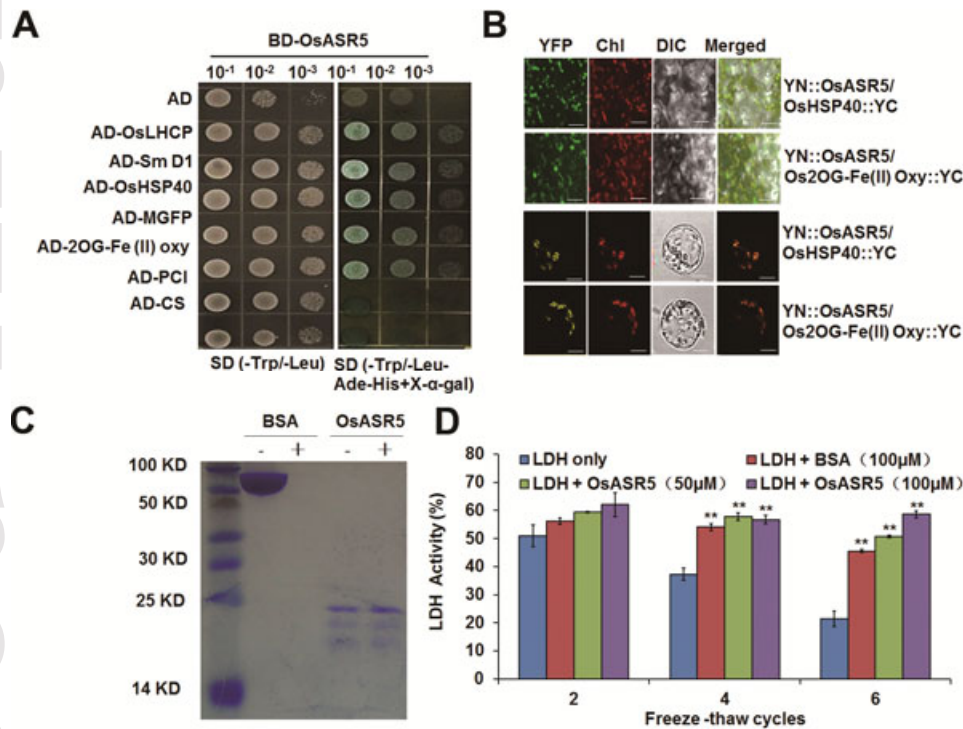 A
BD-OsASR5
10-1 10-2 10-3 10-1 10-2 10-3
AD
AD-OsLHCP
AD-Sm D1
AD-OsHSP40
AD-MGFP
AD-2OG-Fe (II) oxy
AD-PCI
AD-CS
SD (-Trp/-Leu)
SD (-Trp/-Leu-
Ade-His+X-α-gal)
B
YFP Chl DIC Merged
YN::OsASR5/
OsHSP40::YC
YN::OsASR5/
Os2OG-Fe(II) Oxy::YC
YN::OsASR5/
OsHSP40::YC
YN::OsASR5/
Os2OG-Fe(II) Oxy::YC
C
BSA OsASR5
- + - +
100 KD
50 KD
30 KD
25 KD
14 KD
D
LDH only
LDH + BSA (100μM)
LDH + OsASR5 (50μM)
LDH + OsASR5 (100μM)
LDH Activity (%)
80
70
60
50
40
30
20
10
0
** ** **
** ** **
2 4 6
Freeze -thaw cycles